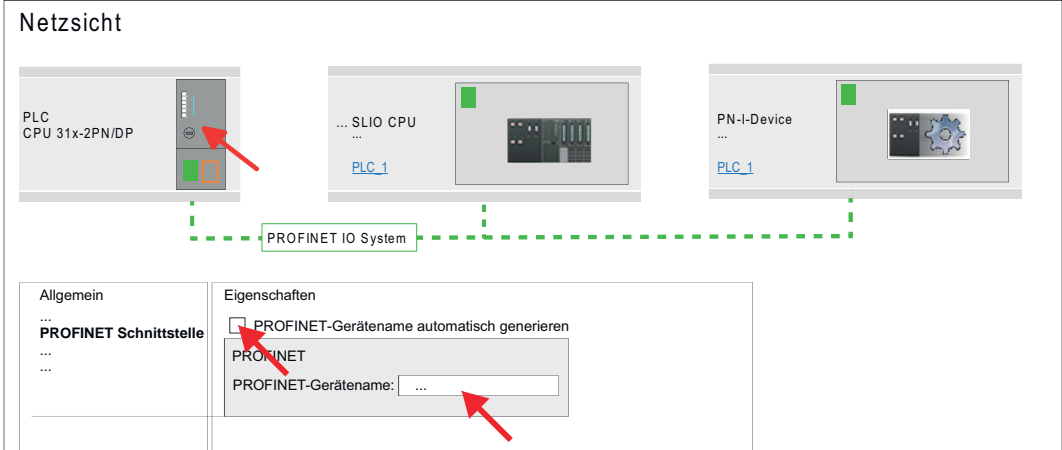 Netzsicht
PLC
CPU 31x-2PN/DP
... SLIO CPU
...
PLC_1
PN-I-Device
...
PLC_1
PROFINET IO System
Allgemein
...
PROFINET Schnittstelle
...
...
Eigenschaften
PROFINET-Gerätename automatisch generieren
PROFINET
PROFINET-Gerätename:
...